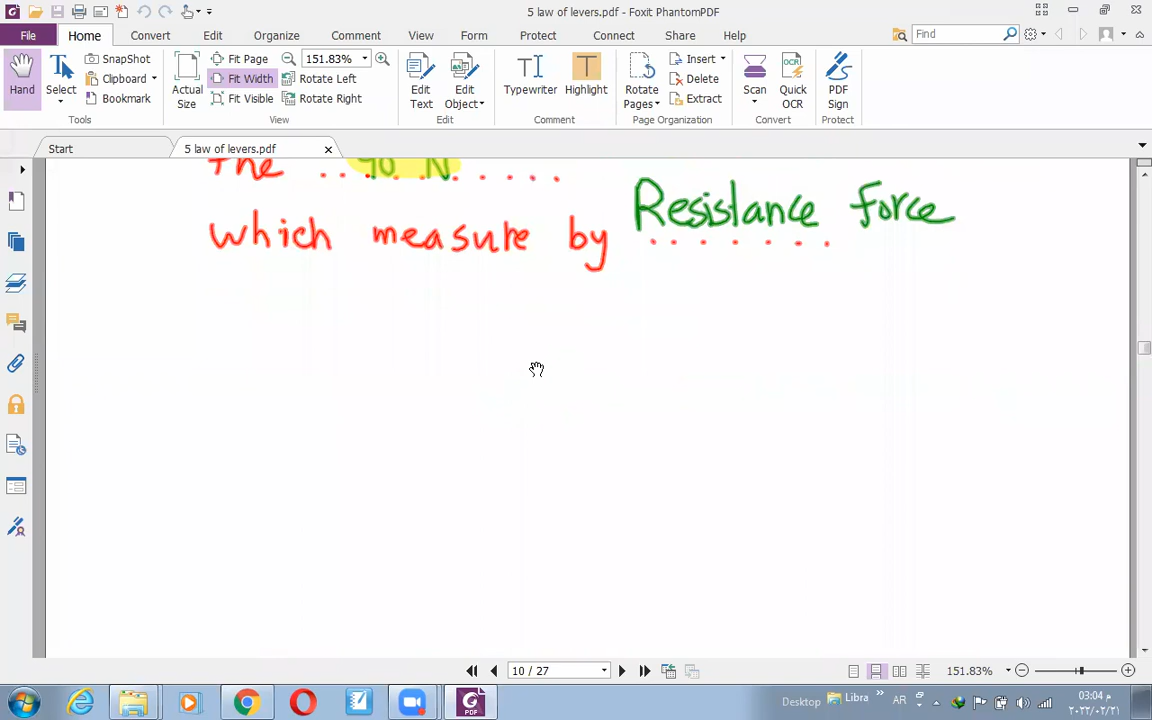 5 law of levers.pdf - Foxit PhantomPDF
File Home Convert Edit Organize Comment View Form Protect Connect Share Help Find
SnapShot Fit Page 151.83% Insert
Hand Select Clipboard Actual Size Fit Width Rotate Left Edit Text Edit Object Typewriter Highlight Rotate Pages Delete Scan Quick OCR PDF Sign
Bookmark Fit Visible Rotate Right Extract
Tools View Edit Comment Page Organization Convert Protect
Start 5 law of levers.pdf
the .. N .....
Resistance force
which measure by .......
10 / 27 151.83%
Desktop Libra » AR 03:04 م
٢٠٢٢/٠٢/٢١